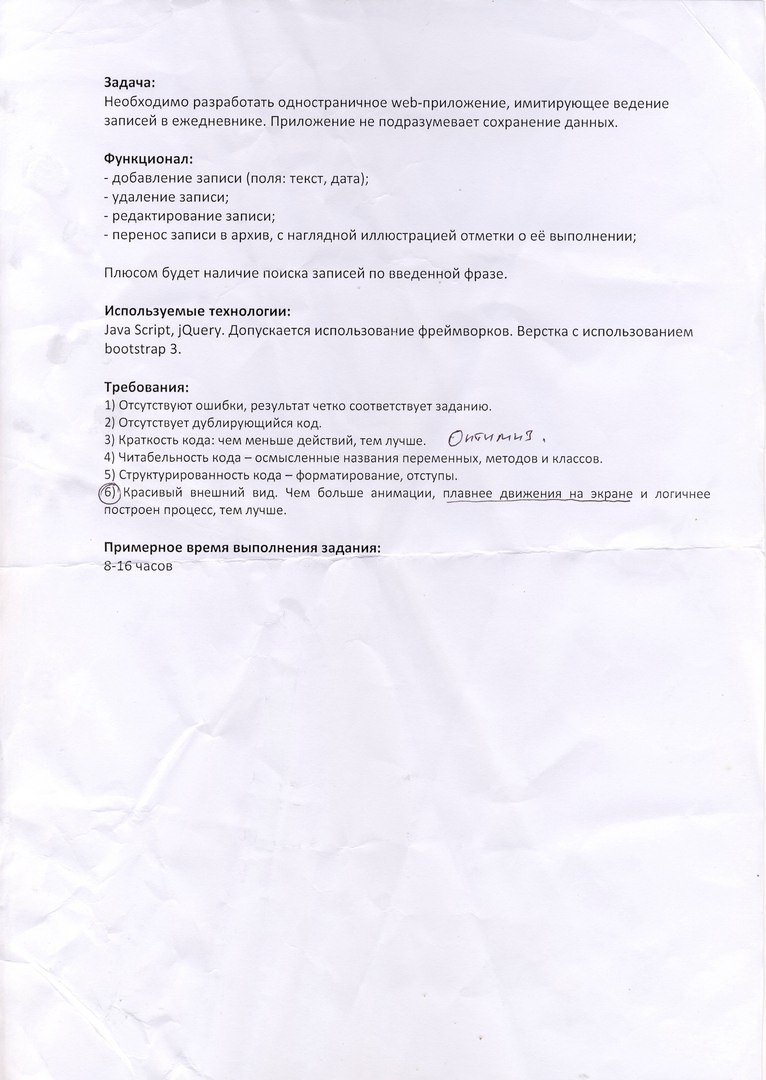 Задача:
Необходимо разработать одностраничное web-приложение, имитирующее ведение
записей в ежедневнике. Приложение не подразумевает сохранение данных.
Функционал:
- добавление записи (поля: текст, дата);
- удаление записи;
- редактирование записи;
- перенос записи в архив, с наглядной иллюстрацией отметки о её выполнении;
Плюсом будет наличие поиска записей по введенной фразе.
Используемые технологии:
Java Script, jQuery. Допускается использование фреймворков. Верстка с использованием
bootstrap 3.
Требования:
1) Отсутствуют ошибки, результат четко соответствует заданию.
2) Отсутствует дублирующийся код.
3) Краткость кода: чем меньше действий, тем лучше. Оптимиз.
4) Читабельность кода – осмысленные названия переменных, методов и классов.
5) Структурированность кода – форматирование, отступы.
6) Красивый внешний вид. Чем больше анимации, плавнее движения на экране и логичнее
построен процесс, тем лучше.
Примерное время выполнения задания:
8-16 часов